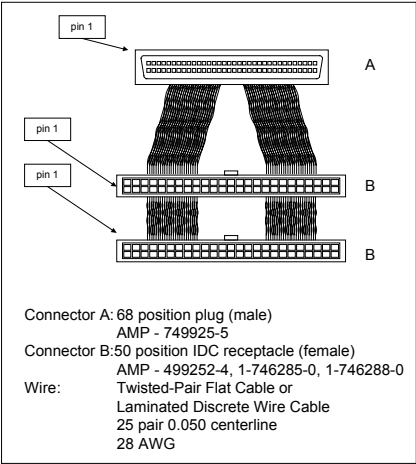 pin 1
A
pin 1
pin 1
B
B
Connector A: 68 position plug (male)
AMP - 749925-5
Connector B:50 position IDC receptacle (female)
AMP - 499252-4, 1-746285-0, 1-746288-0
Wire: Twisted-Pair Flat Cable or
Laminated Discrete Wire Cable
25 pair 0.050 centerline
28 AWG